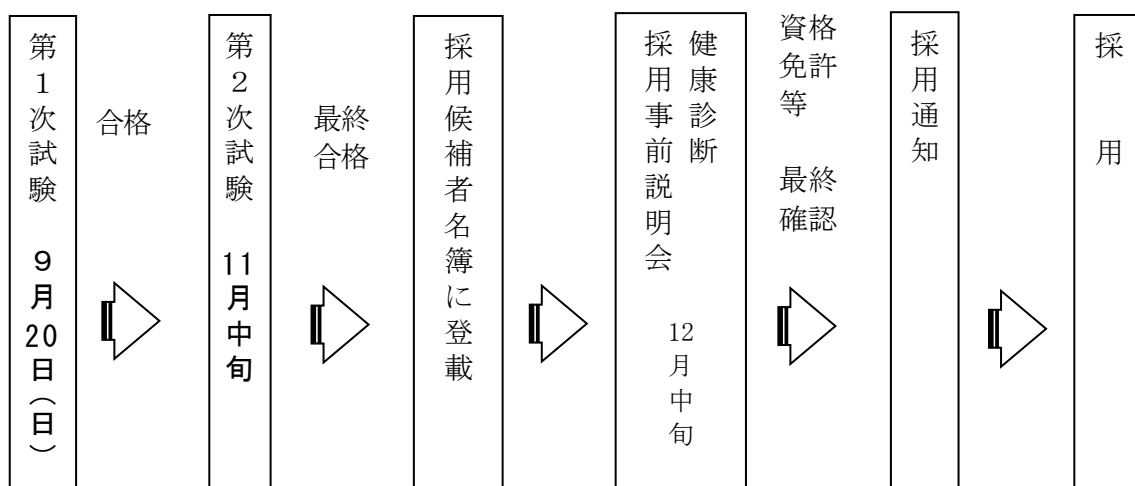 第１次試験　９月20日（日）
合格
第２次試験　11月中旬
最終
合格
採用候補者名簿に登載
健康診断
採用事前説明会
12月中旬
資格
免許
等
最終
確認
採用通知
採用